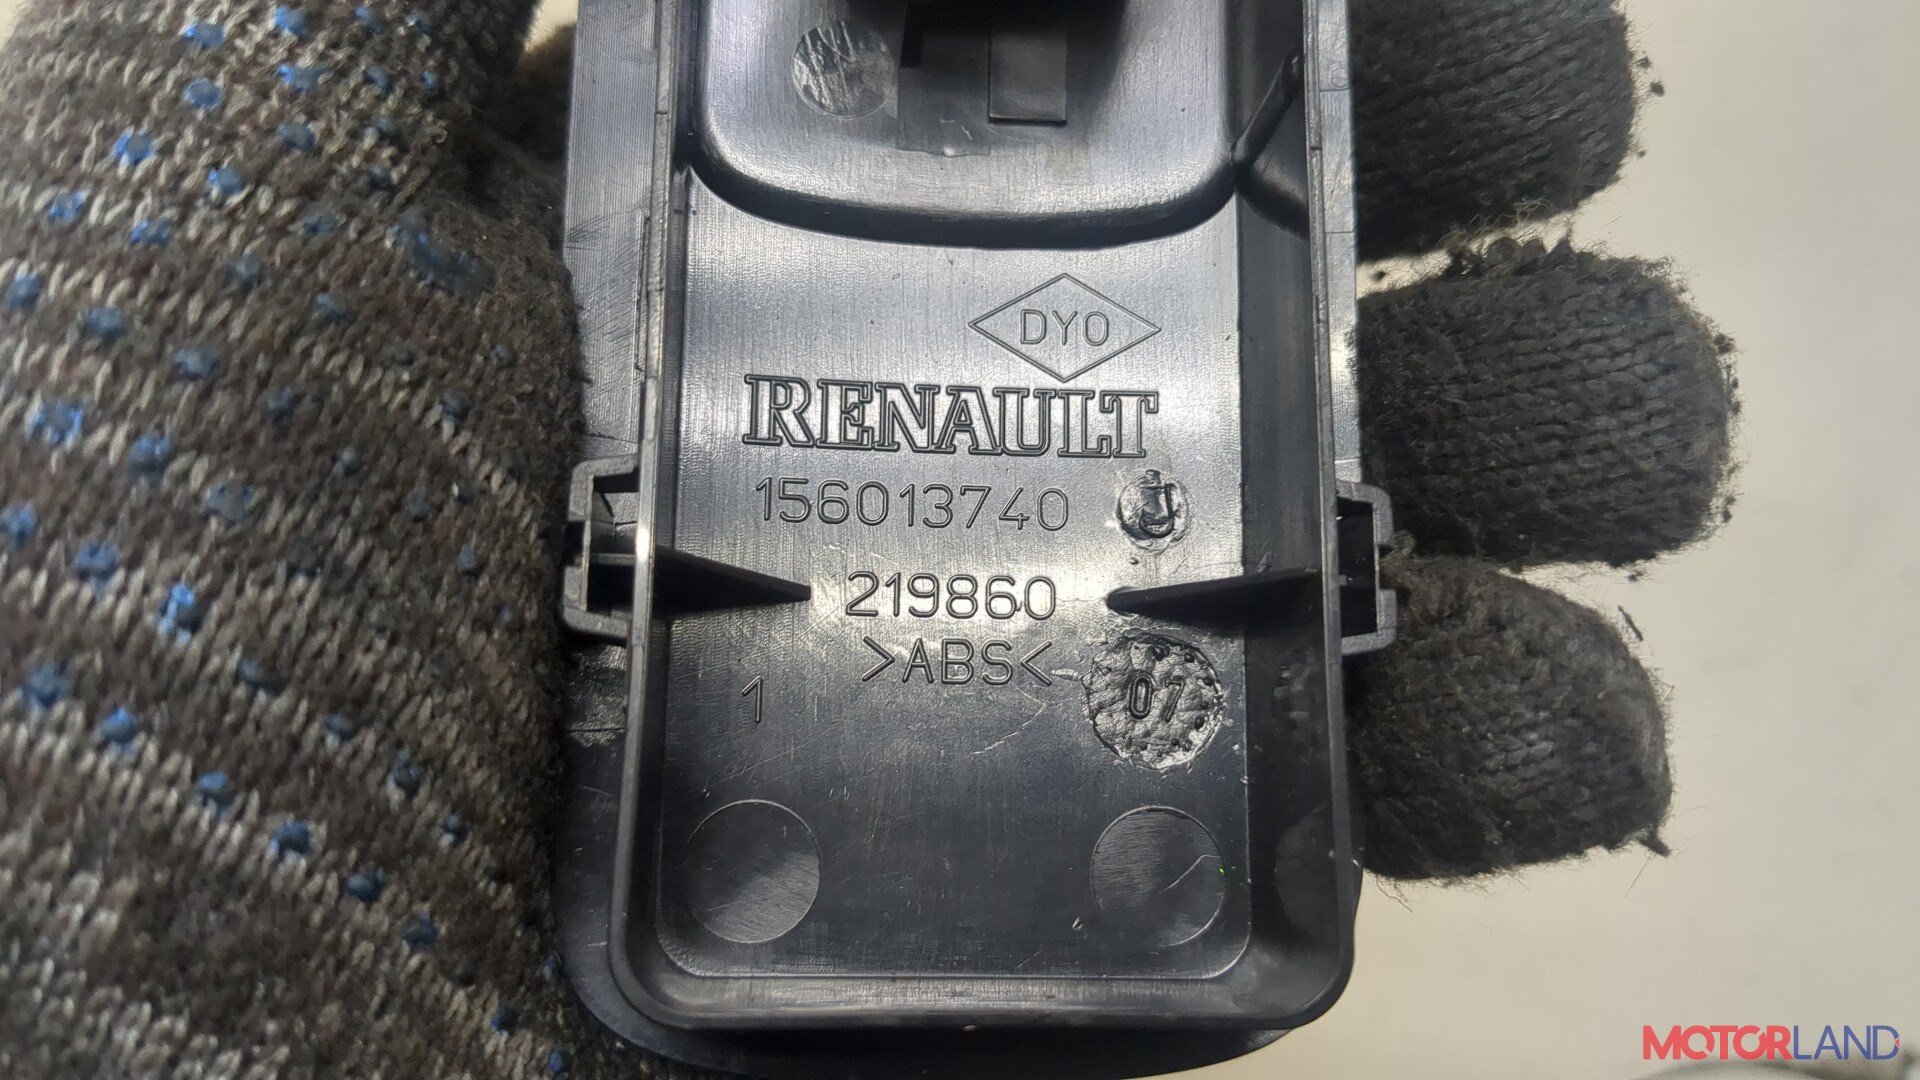 DYO
RENAULT
156013740
219860
>ABS<
1
07
MOTORLAND